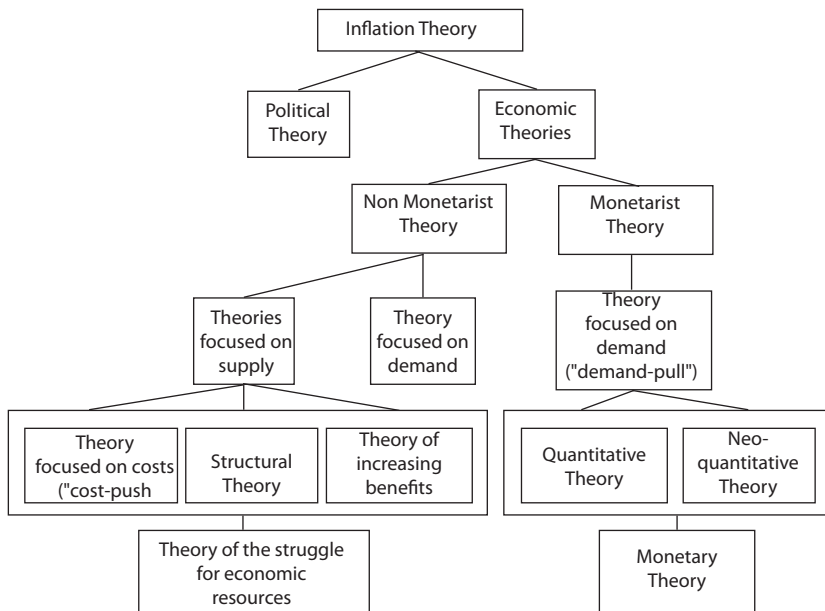 Inflation Theory
Political
Theory
Economic
Theories
Non Monetarist
Theory
Monetarist
Theory
Theories
focused on
supply
Theory
focused on
demand
Theory
focused on
demand
("demand-pull")
Theory
focused on costs
("cost-push
Structural
Theory
Theory of
increasing
benefits
Quantitative
Theory
Neo-
quantitative
Theory
Theory of the struggle
for economic
resources
Monetary
Theory